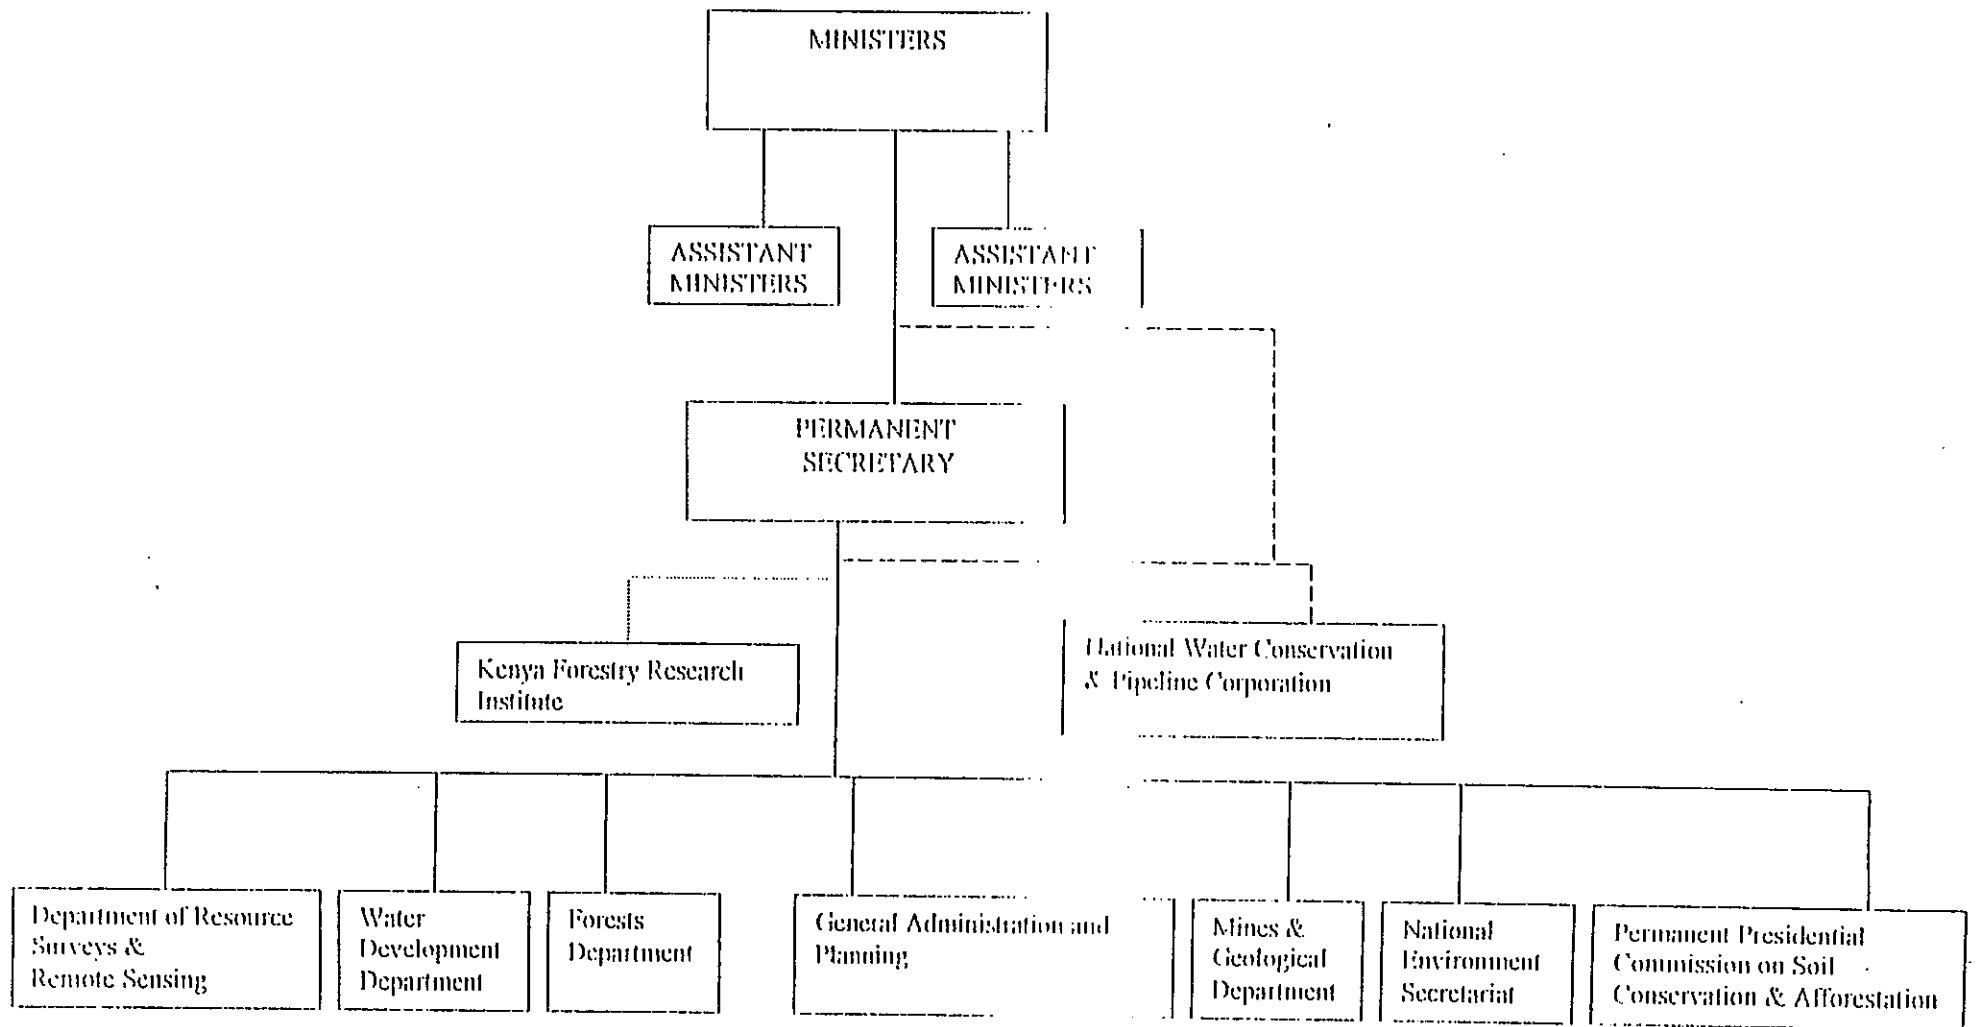 MINISTERS
ASSISTANT
MINISTERS
ASSISTANT
MINISTERS
PERMANENT
SECRETARY
Kenya Forestry Research
Institute
National Water Conservation
& Pipeline Corporation
Department of Resource
Surveys &
Remote Sensing
Water
Development
Department
Forests
Department
General Administration and
Planning
Mines &
Geological
Department
National
Environment
Secretariat
Permanent Presidential
Commission on Soil
Conservation & Afforestation